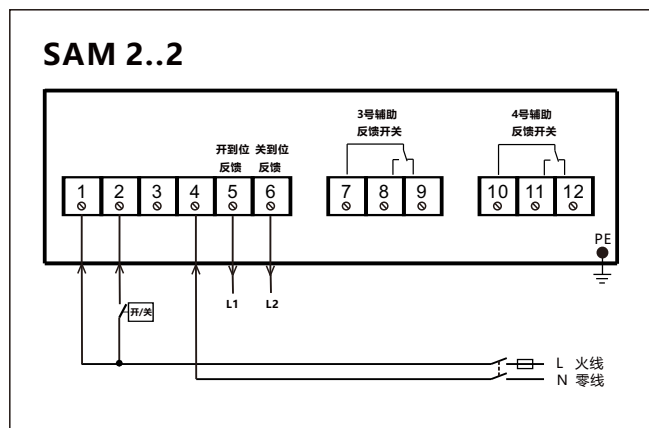 SAM 2..2
3号辅助
反馈开关
4号辅助
反馈开关
开到位 关到位
反馈 反馈
1 2 3 4 5 6 7 8 9 10 11 12
PE
L1 L2
开/关
L 火线
N 零线